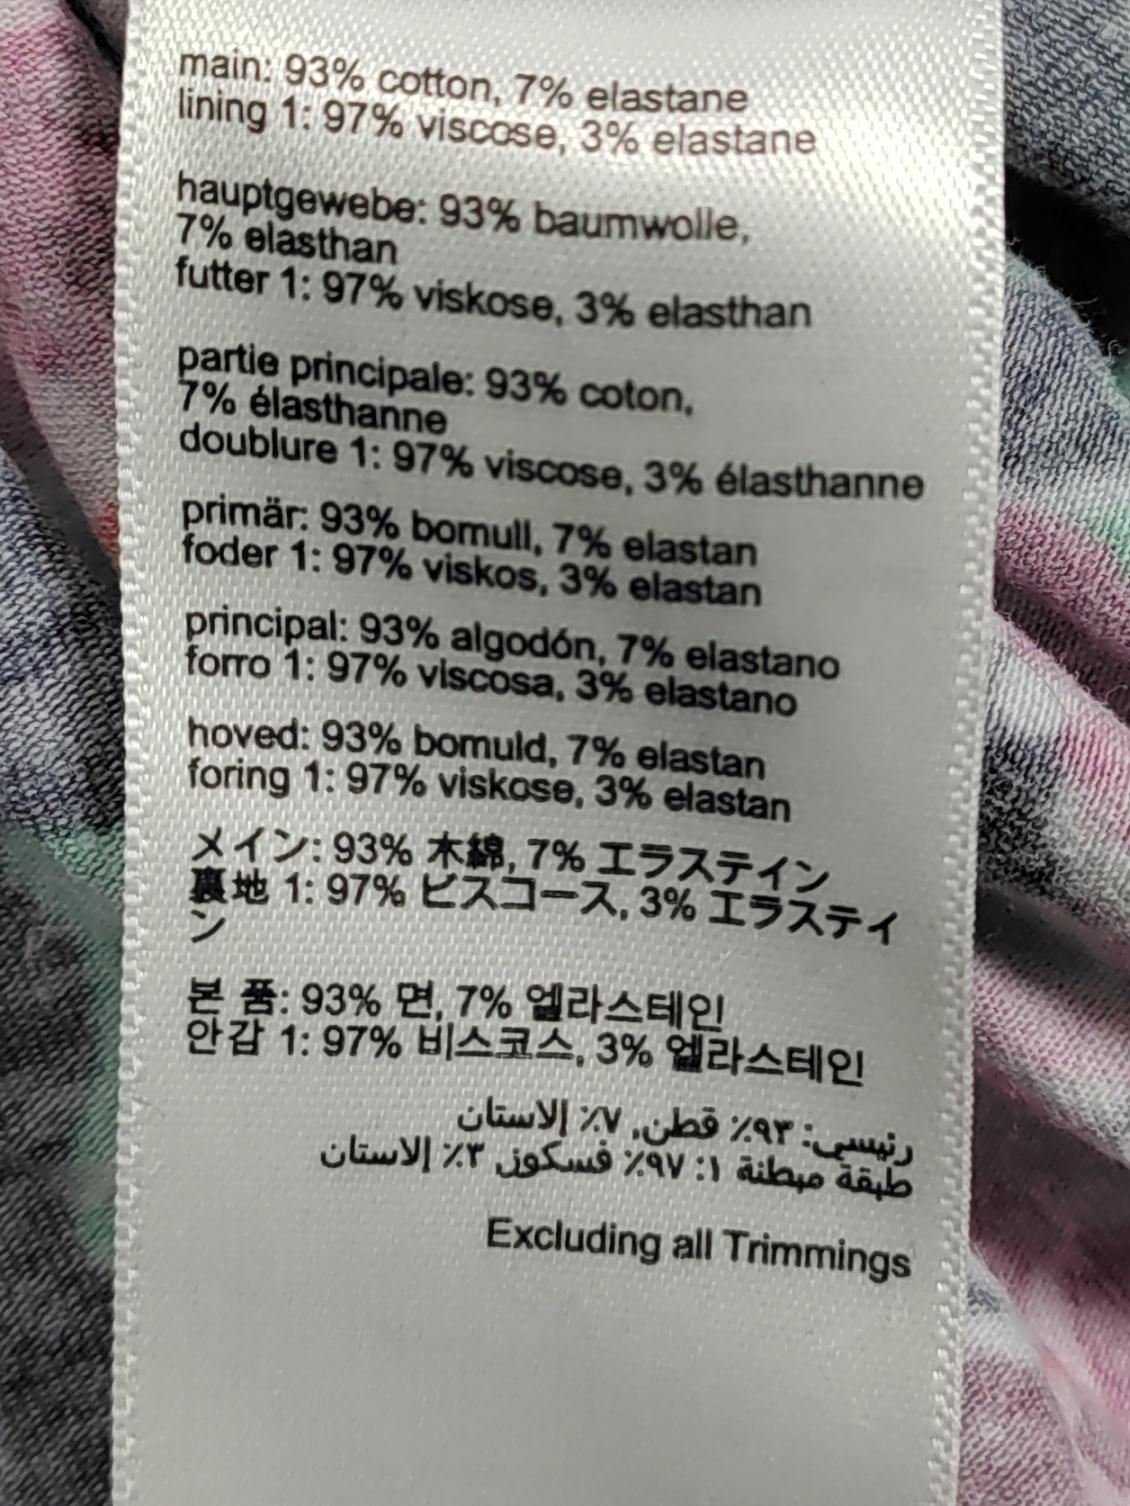 main: 93% cotton, 7% elastane
lining 1: 97% viscose, 3% elastane
hauptgewebe: 93% baumwolle,
7% elasthan
futter 1: 97% viskose, 3% elasthan
partie principale: 93% coton,
7% élasthanne
doublure 1: 97% viscose, 3% élasthanne
primär: 93% bomull, 7% elastan
foder 1: 97% viskos, 3% elastan
principal: 93% algodón, 7% elastano
forro 1: 97% viscosa, 3% elastano
hoved: 93% bomuld, 7% elastan
foring 1: 97% viskose, 3% elastan
メイン: 93% 木綿, 7% エラステイン
裏地 1: 97% ビスコース, 3% エラステイ
ン
본 품: 93% 면, 7% 엘라스테인
안감 1: 97% 비스코스, 3% 엘라스테인
رئيسي: ٩٣٪ قطن, ٧٪ إلاستان
طبقة مبطنة ١: ٩٧٪ فسكوز, ٣٪ إلاستان
Excluding all Trimmings